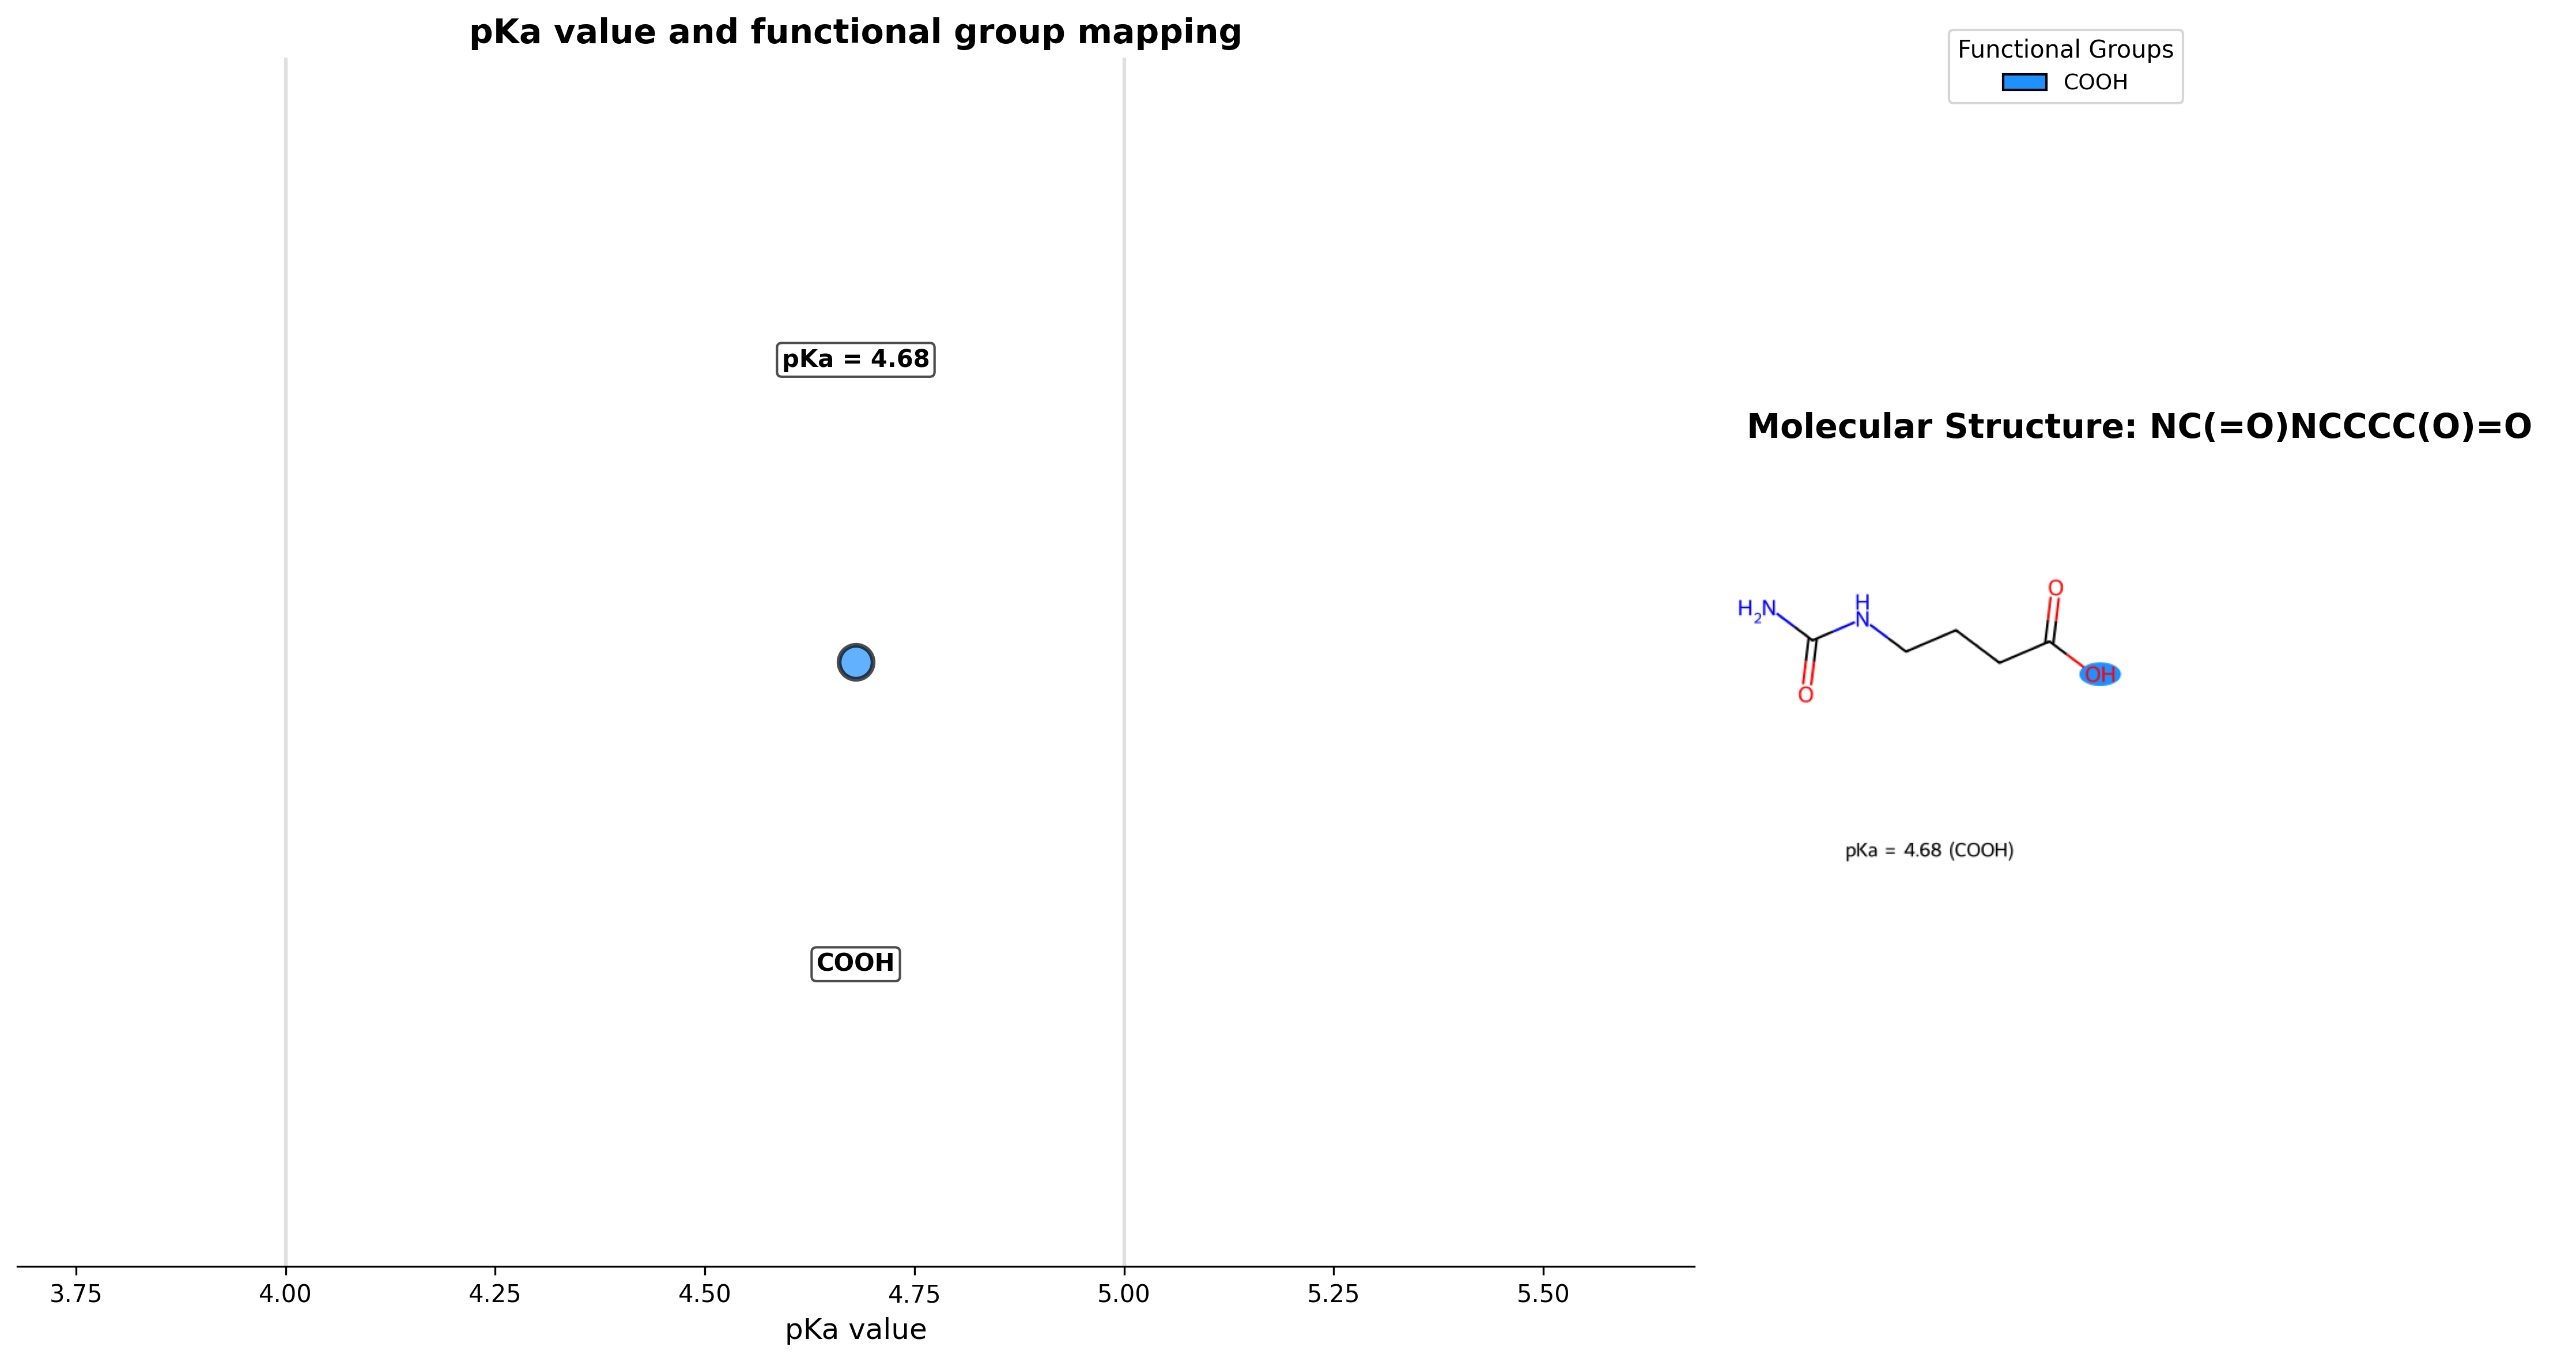 pKa value and functional group mapping
pKa = 4.68
COOH
3.75 4.00 4.25 4.50 4.75 5.00 5.25 5.50
pKa value
Functional Groups
COOH
Molecular Structure: NC(=O)NCCCC(O)=O
H2N
H
N
O
O
OH
pKa = 4.68 (COOH)